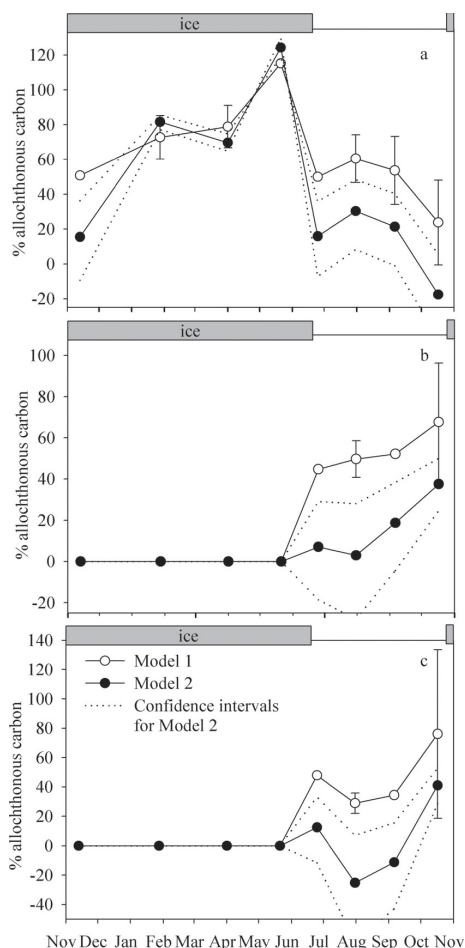 ice
a
120
100
80
60
40
20
0
-20
% allochthonous carbon
ice
b
100
80
60
40
20
0
-20
% allochthonous carbon
ice
c
140
120
100
80
60
40
20
0
-20
-40
% allochthonous carbon
Model 1
Model 2
Confidence intervals
for Model 2
Nov Dec Jan Feb Mar Apr May Jun Jul Aug Sep Oct Nov